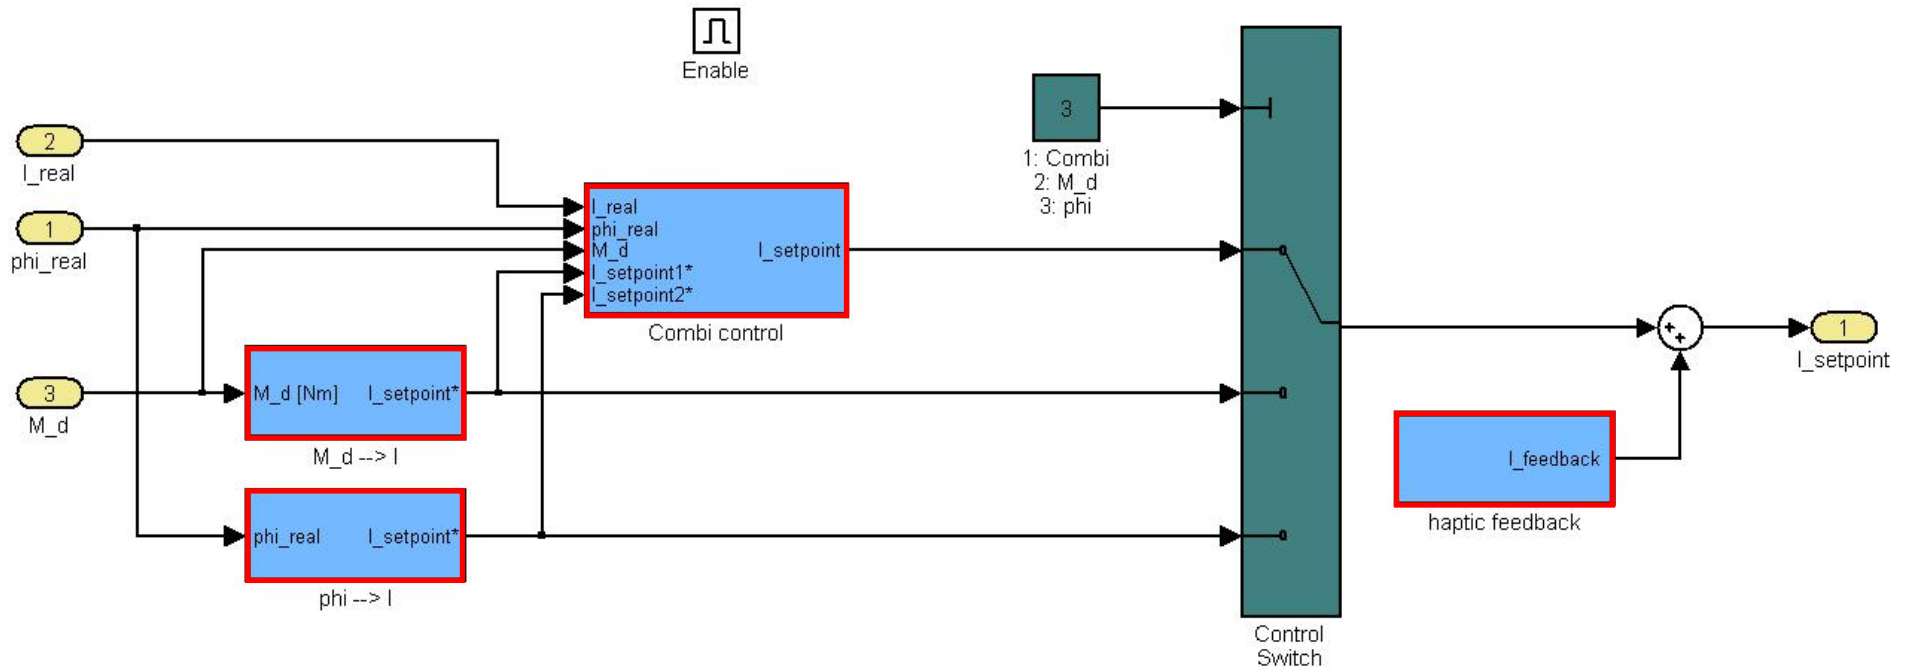 Enable
3
1: Combi
2: M_d
3: phi
2
I_real
1
phi_real
3
M_d
I_real
phi_real
M_d
I_setpoint1*
I_setpoint2*
I_setpoint
Combi control
M_d [Nm] I_setpoint*
M_d --> I
phi_real I_setpoint*
phi --> I
Control
Switch
+
+
1
I_setpoint
I_feedback
haptic feedback